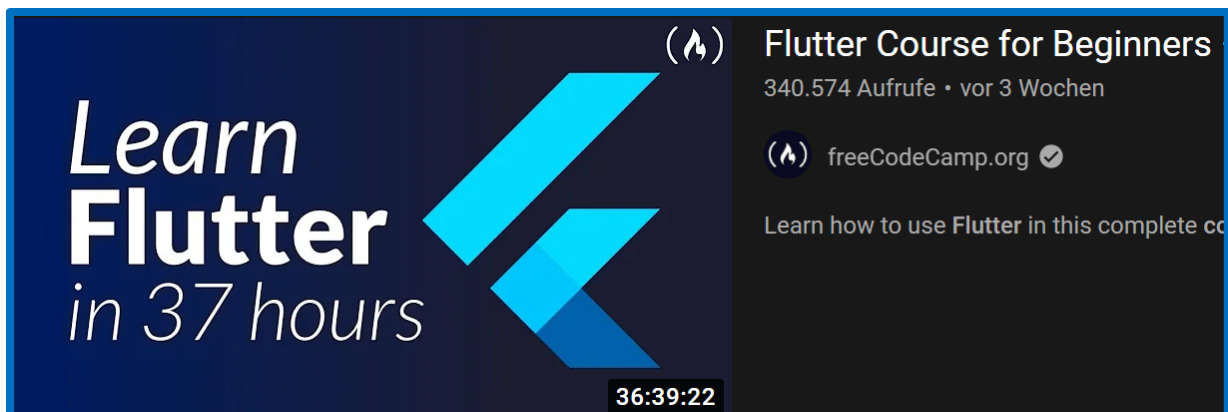 Learn
Flutter
in 37 hours
36:39:22
Flutter Course for Beginners
340.574 Aufrufe • vor 3 Wochen
freeCodeCamp.org
Learn how to use Flutter in this complete